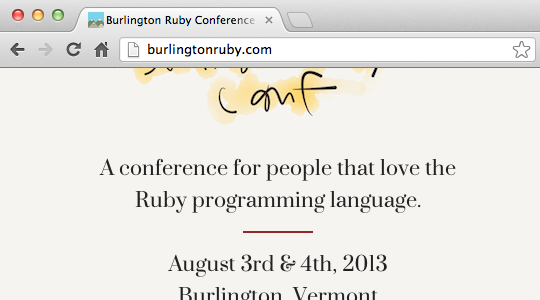 Burlington Ruby Conference
burlingtonruby.com
conf
A conference for people that love the
Ruby programming language.
August 3rd & 4th, 2013
Burlington, Vermont